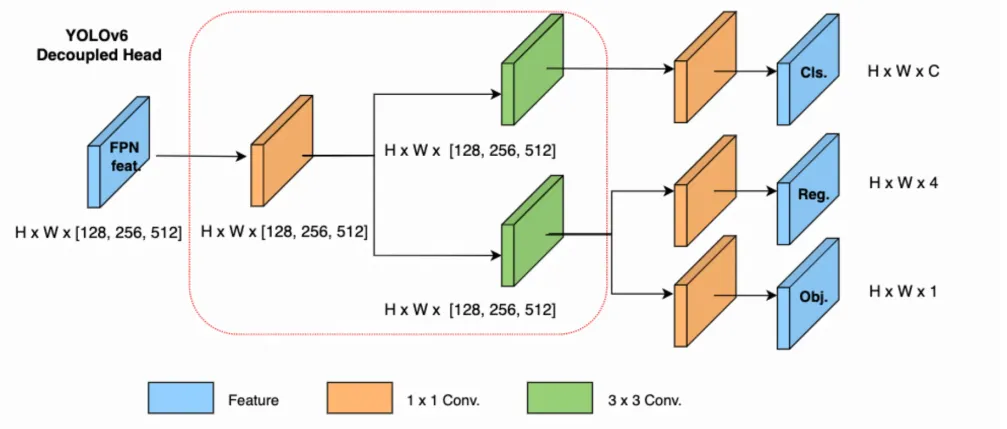 YOLOv6
Decoupled Head
FPN
feat.
H x W x [128, 256, 512]
H x W x [128, 256, 512]
H x W x [128, 256, 512]
H x W x [128, 256, 512]
Cls.
H x W x C
Reg.
H x W x 4
Obj.
H x W x 1
Feature
1 x 1 Conv.
3 x 3 Conv.